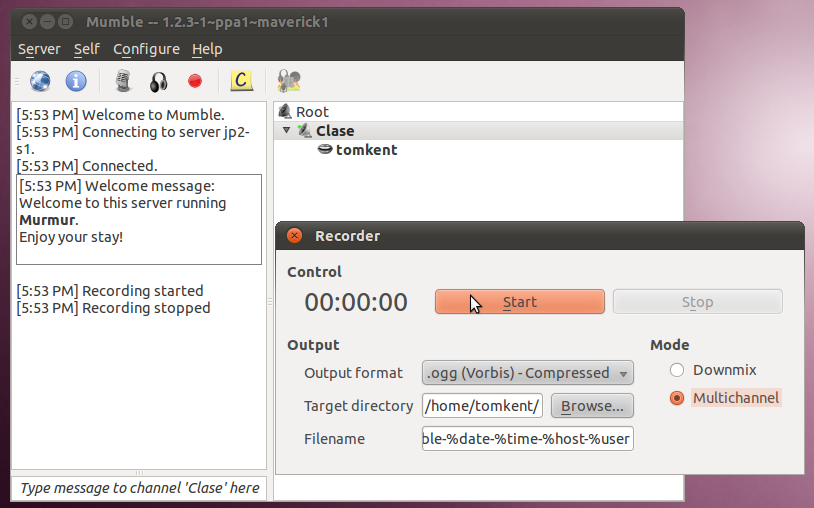 Mumble -- 1.2.3-1~ppa1~maverick1
Server Self Configure Help
C
[5:53 PM] Welcome to Mumble.
[5:53 PM] Connecting to server jp2-
s1.
[5:53 PM] Connected.
[5:53 PM] Welcome message:
Welcome to this server running
Murmur.
Enjoy your stay!
[5:53 PM] Recording started
[5:53 PM] Recording stopped
Type message to channel 'Clase' here
Root
Clase
tomkent
Recorder
Control
00:00:00 Start Stop
Output
Output format .ogg (Vorbis) - Compressed
Target directory /home/tomkent/ Browse...
Filename ble-%date-%time-%host-%user
Mode
Downmix
Multichannel